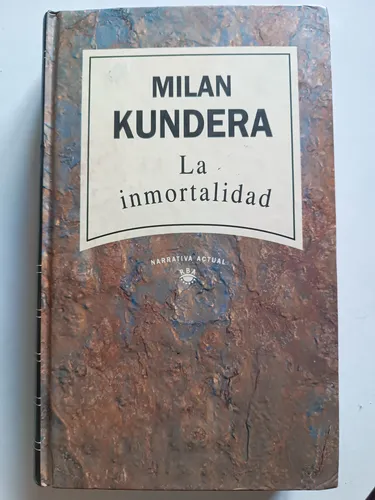 MILAN
KUNDERA
La
inmortalidad
NARRATIVA ACTUAL
RBA